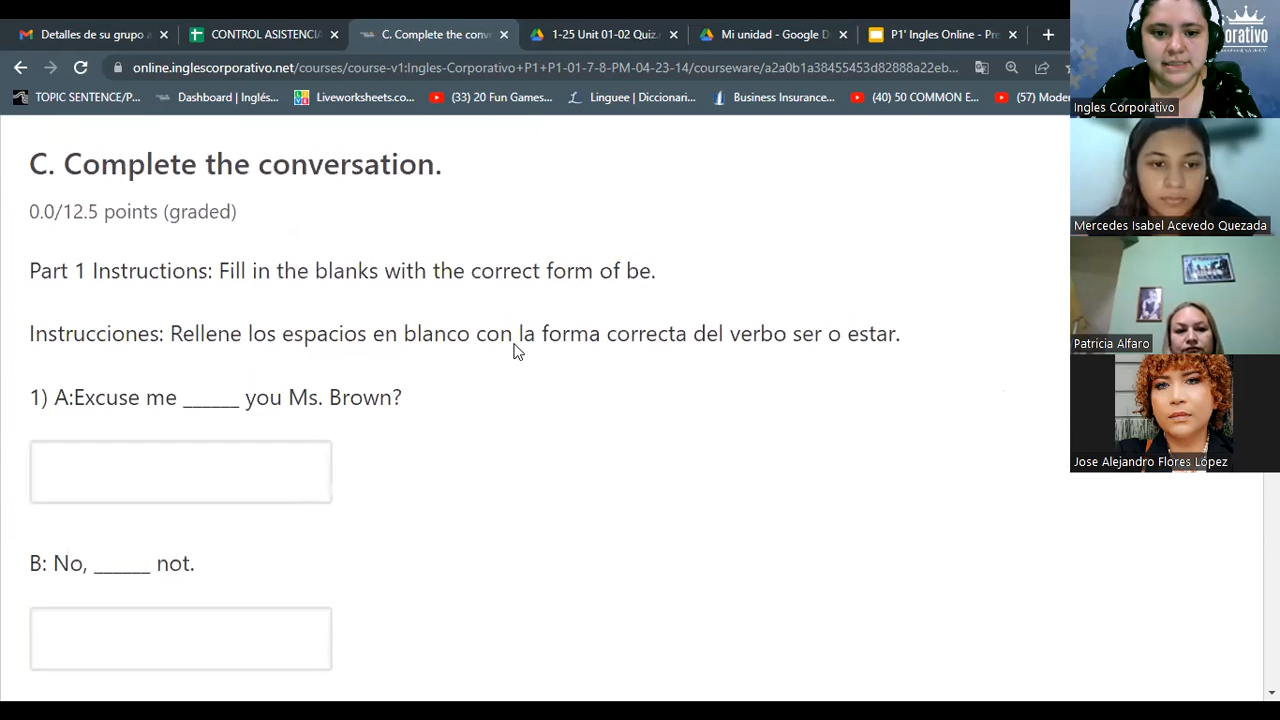 Detalles de su grupo a
CONTROL ASISTENCIA
C. Complete the conv
1-25 Unit 01-02 Quiz.
Mi unidad - Google D
P1' Ingles Online - Pre
online.inglescorporativo.net/courses/course-v1:Ingles-Corporativo+P1+P1-01-7-8-PM-04-23-14/courseware/a2ab1a38455453d82888a22eb...
TOPIC SENTENCE/P...
Dashboard | Inglés...
Liveworksheets.co...
(33) 20 Fun Games...
Linguee | Diccionari...
Business Insurance...
(40) 50 COMMON E...
(57) Mode
C. Complete the conversation.
0.0/12.5 points (graded)
Part 1 Instructions: Fill in the blanks with the correct form of be.
Instrucciones: Rellene los espacios en blanco con la forma correcta del verbo ser o estar.
1) A:Excuse me ______ you Ms. Brown?
B: No, ______ not.
Ingles Corporativo
Mercedes Isabel Acevedo Quezada
Patricia Alfaro
Jose Alejandro Flores López